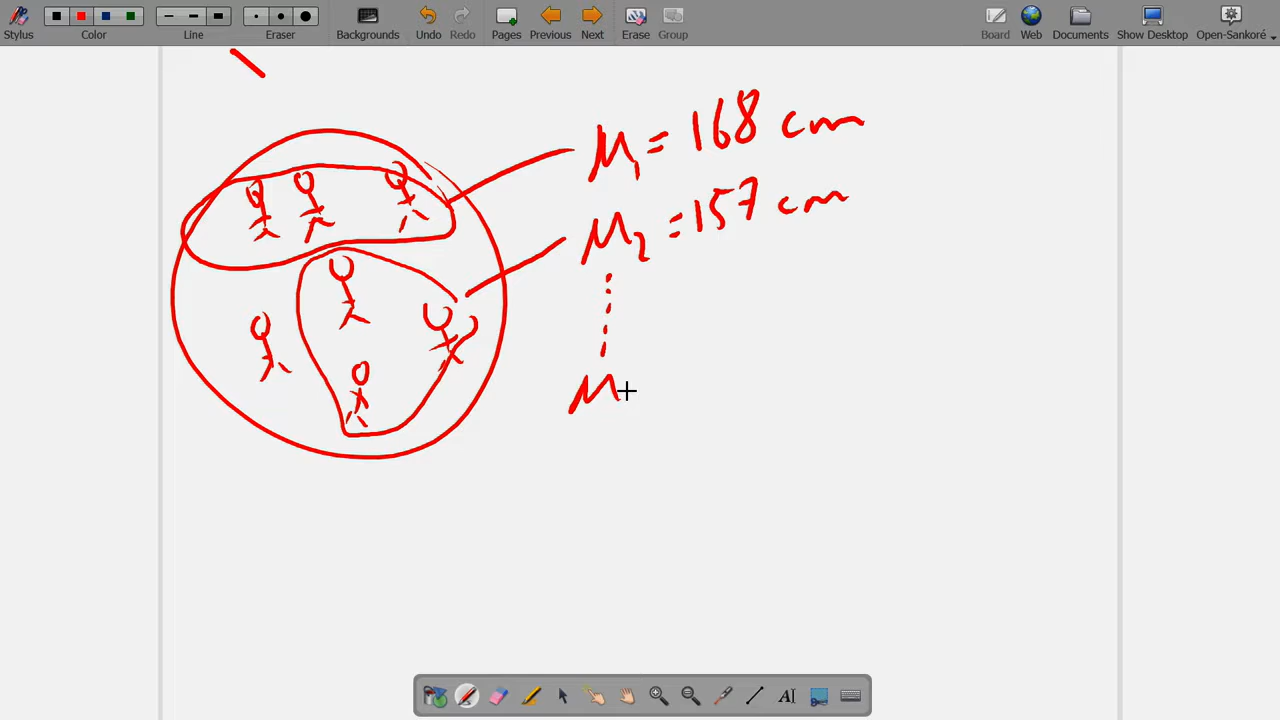 Stylus Color Line Eraser Backgrounds Undo Redo Pages Previous Next Erase Group Board Web Documents Show Desktop Open-Sankoré
M₁ = 168 cm
M₂ = 157 cm
M